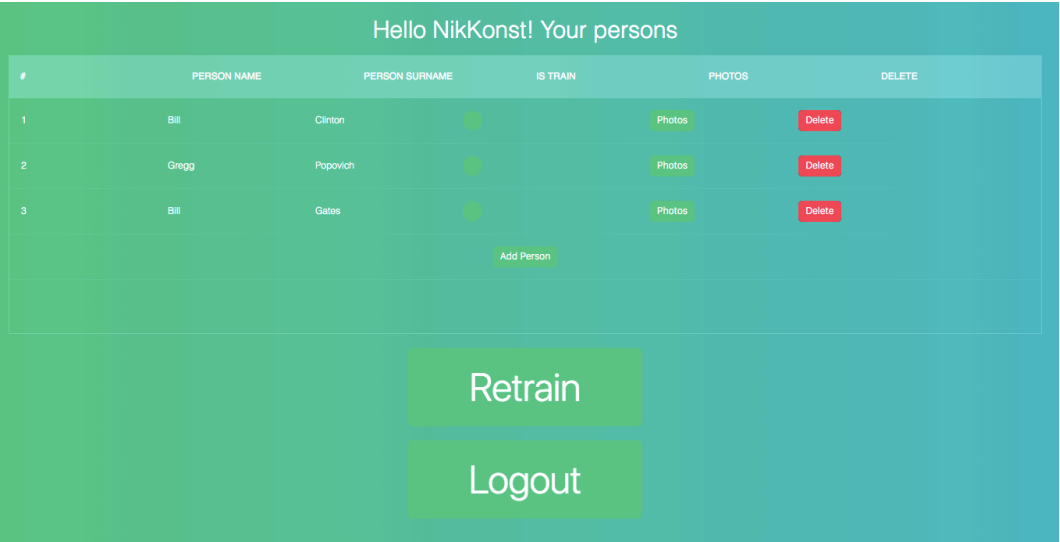 Hello NikKonst! Your persons
# PERSON NAME PERSON SURNAME IS TRAIN PHOTOS DELETE
1 Bill Clinton Photos Delete
2 Gregg Popovich Photos Delete
3 Bill Gates Photos Delete
Add Person
Retrain
Logout